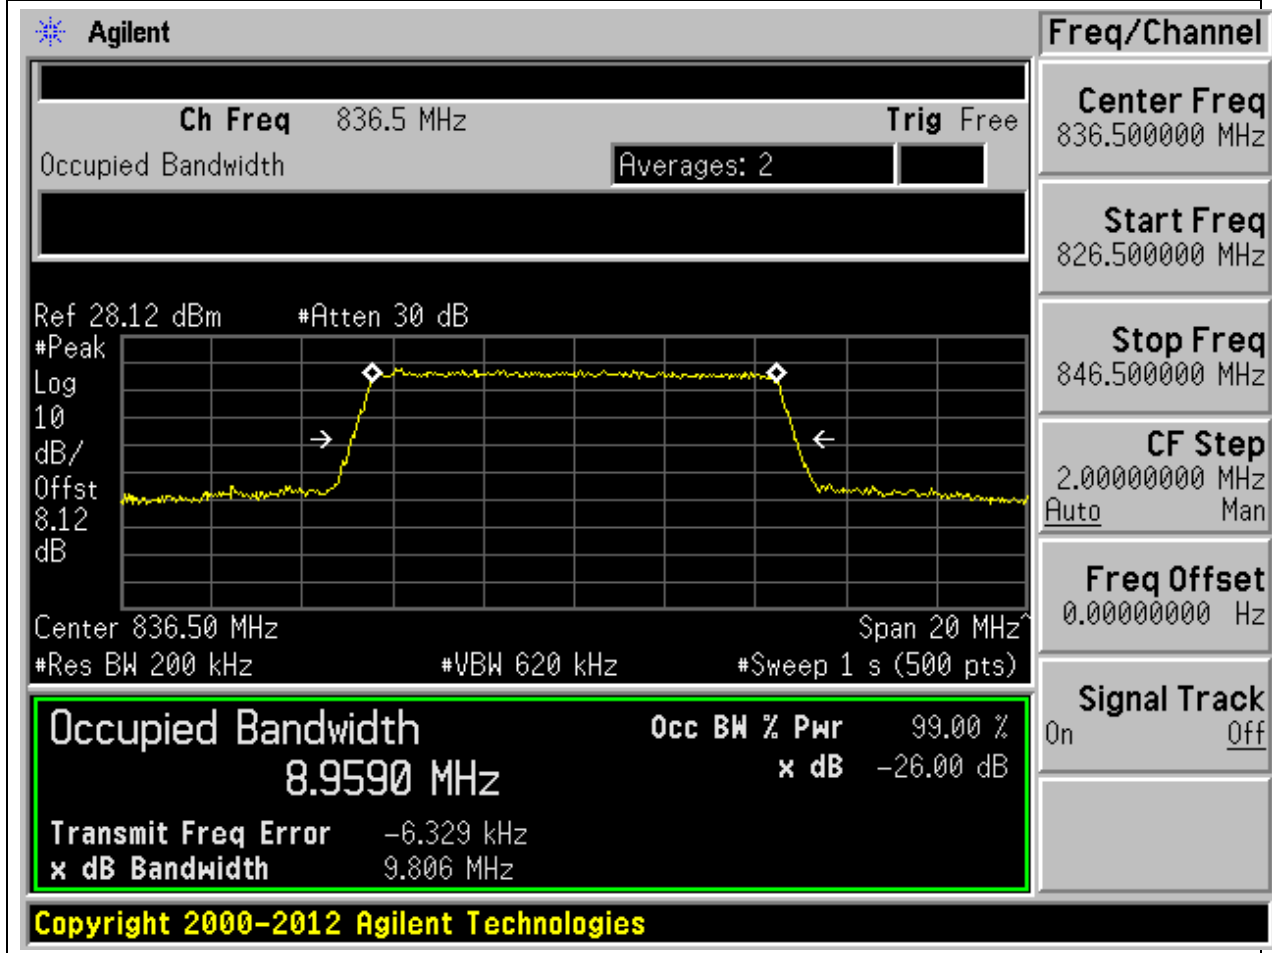 Agilent
Freq/Channel
Ch Freq 836.5 MHz Trig Free
Occupied Bandwidth Averages: 2
Center Freq
836.500000 MHz
Start Freq
826.500000 MHz
Stop Freq
846.500000 MHz
CF Step
2.00000000 MHz
Auto Man
Freq Offset
0.00000000 Hz
Signal Track
On Off
Ref 28.12 dBm #Atten 30 dB
#Peak
Log
10
dB/
Offst
8.12
dB
Center 836.50 MHz Span 20 MHz^
#Res BW 200 kHz #VBW 620 kHz #Sweep 1 s (500 pts)
Occupied Bandwidth Occ BW % Pwr 99.00 %
8.9590 MHz x dB -26.00 dB
Transmit Freq Error -6.329 kHz
x dB Bandwidth 9.806 MHz
Copyright 2000-2012 Agilent Technologies